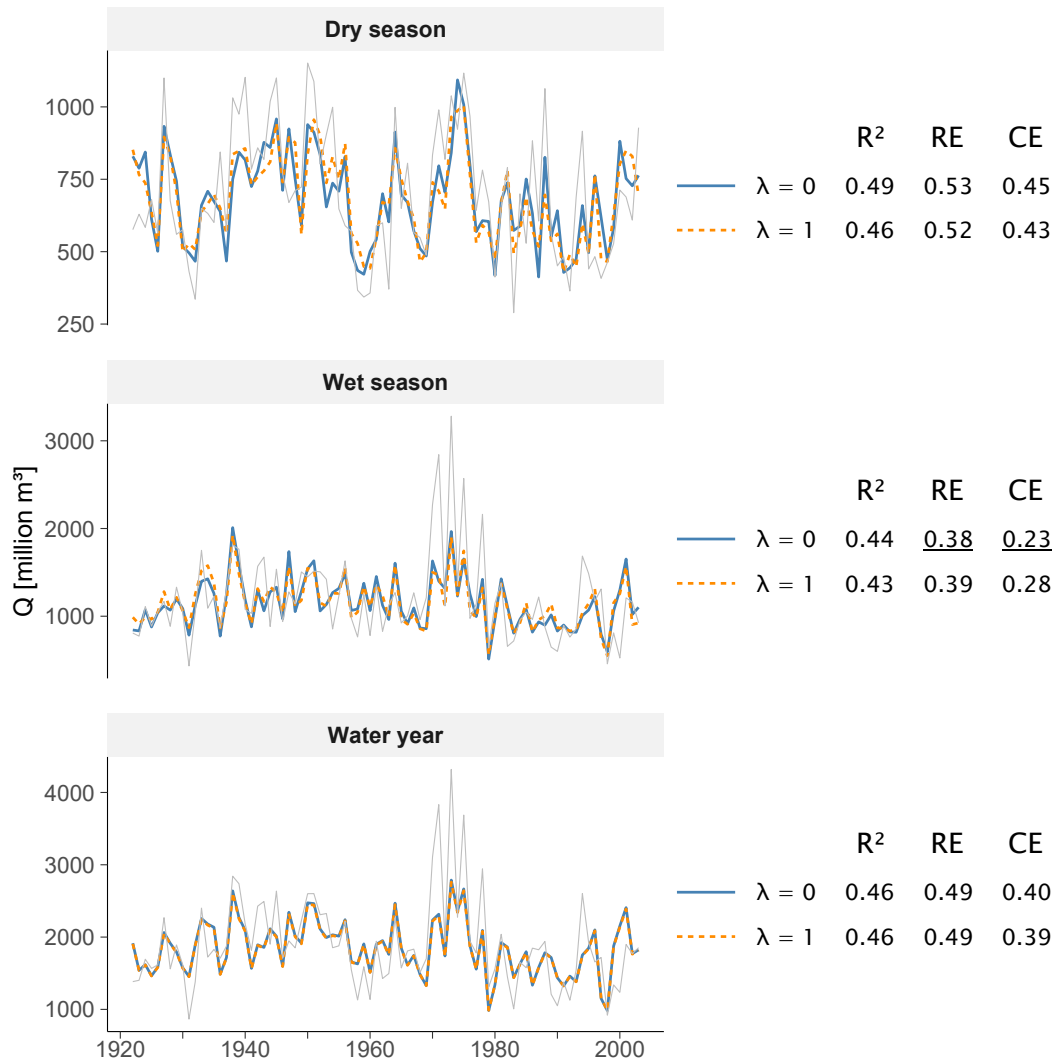 Dry season
1000
750
500
250
R² RE CE
λ = 0 0.49 0.53 0.45
λ = 1 0.46 0.52 0.43
Wet season
Q [million m³]
3000
2000
1000
R² RE CE
λ = 0 0.44 0.38 0.23
λ = 1 0.43 0.39 0.28
Water year
4000
3000
2000
1000
R² RE CE
λ = 0 0.46 0.49 0.40
λ = 1 0.46 0.49 0.39
1920 1940 1960 1980 2000